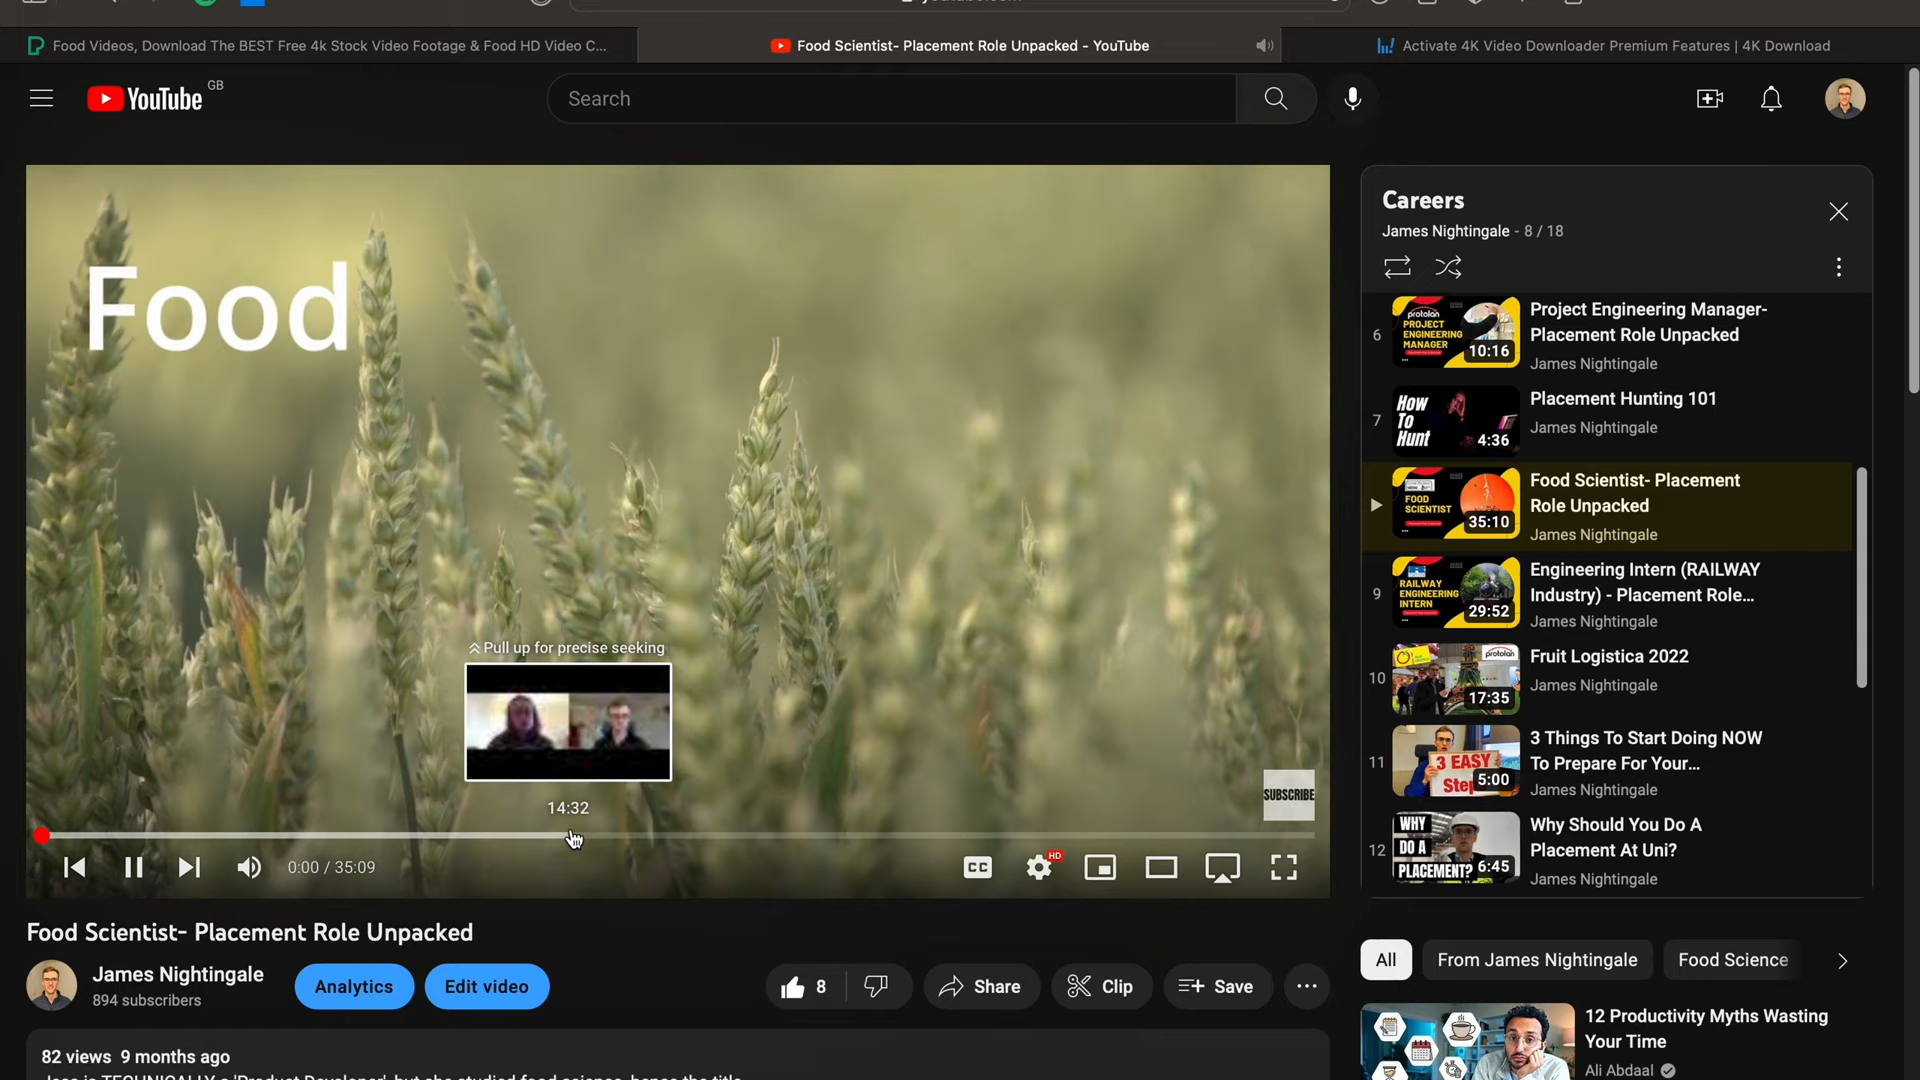 Food Videos, Download The BEST Free 4k Stock Video Footage & Food HD Video C...
Food Scientist- Placement Role Unpacked - YouTube
Activate 4K Video Downloader Premium Features | 4K Download
YouTube GB
Search
Food
Pull up for precise seeking
14:32
SUBSCRIBE
0:00 / 35:09
CC
HD
Food Scientist- Placement Role Unpacked
James Nightingale
894 subscribers
Analytics
Edit video
8
Share
Clip
Save
82 views 9 months ago
Careers
James Nightingale - 8 / 18
6
protolan
PROJECT
ENGINEERING
MANAGER
10:16
Project Engineering Manager-
Placement Role Unpacked
James Nightingale
7
How
To
Hunt
4:36
Placement Hunting 101
James Nightingale
FOOD
SCIENTIST
35:10
Food Scientist- Placement
Role Unpacked
James Nightingale
9
RAILWAY
ENGINEERING
INTERN
29:52
Engineering Intern (RAILWAY
Industry) - Placement Role...
James Nightingale
10
protolan
17:35
Fruit Logistica 2022
James Nightingale
11
3 EASY
5:00
3 Things To Start Doing NOW
To Prepare For Your...
James Nightingale
12
WHY
DO A
PLACEMENT?
6:45
Why Should You Do A
Placement At Uni?
James Nightingale
All
From James Nightingale
Food Science
12 Productivity Myths Wasting
Your Time
Ali Abdaal